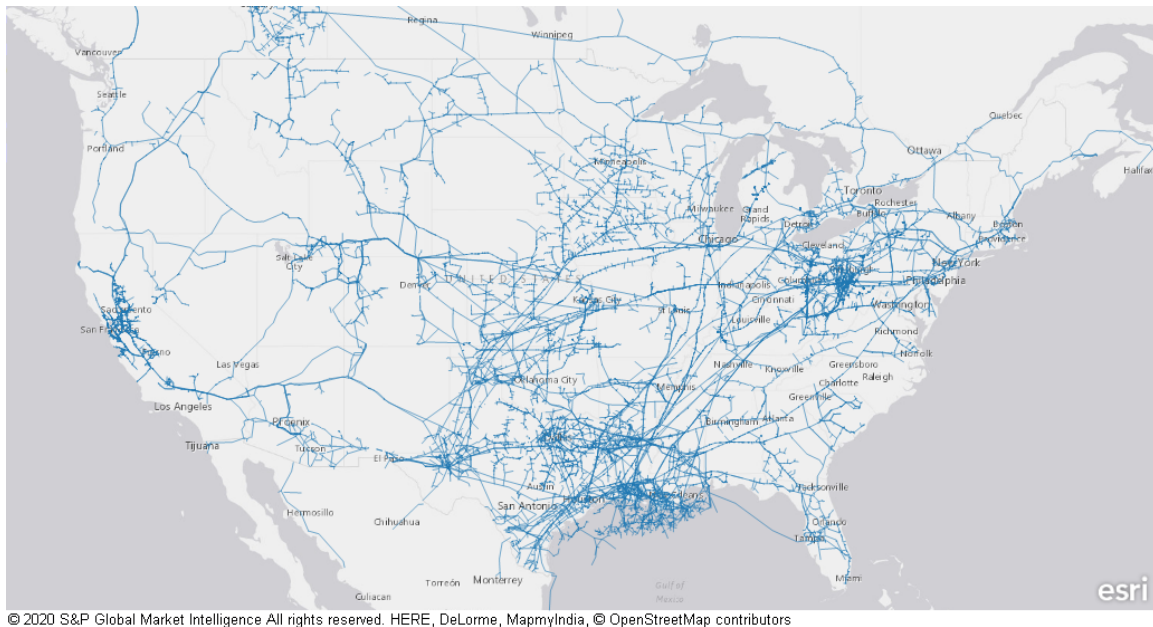 Regina
Winnipeg
Vancouver
Seattle
Quebec
Portland
Ottawa
Minneapolis
Halifax
Toronto
Milwaukee
Grand
Rapids
Rochester
Buffalo
Albany
Boston
Detroit
Providence
Chicago
Cleveland
Salt Lake
City
New York
Denver
UNITED STATES
Indianapolis
Columbus
Philadelphia
Kansas City
Cincinnati
Washington
Sacramento
St Louis
Louisville
San Francisco
Richmond
Fresno
Norfolk
Las Vegas
Nashville
Knoxville
Greensboro
Raleigh
Oklahoma City
Memphis
Charlotte
Greenville
Los Angeles
Phoenix
Birmingham
Atlanta
Tijuana
Tucson
Dallas
El Paso
Austin
Houston
New Orleans
Jacksonville
San Antonio
Hermosillo
Chihuahua
Orlando
Tampa
Miami
Torreón
Monterrey
Gulf of
Mexico
Culiacan
esri
© 2020 S&P Global Market Intelligence All rights reserved. HERE, DeLorme, MapmyIndia, © OpenStreetMap contributors